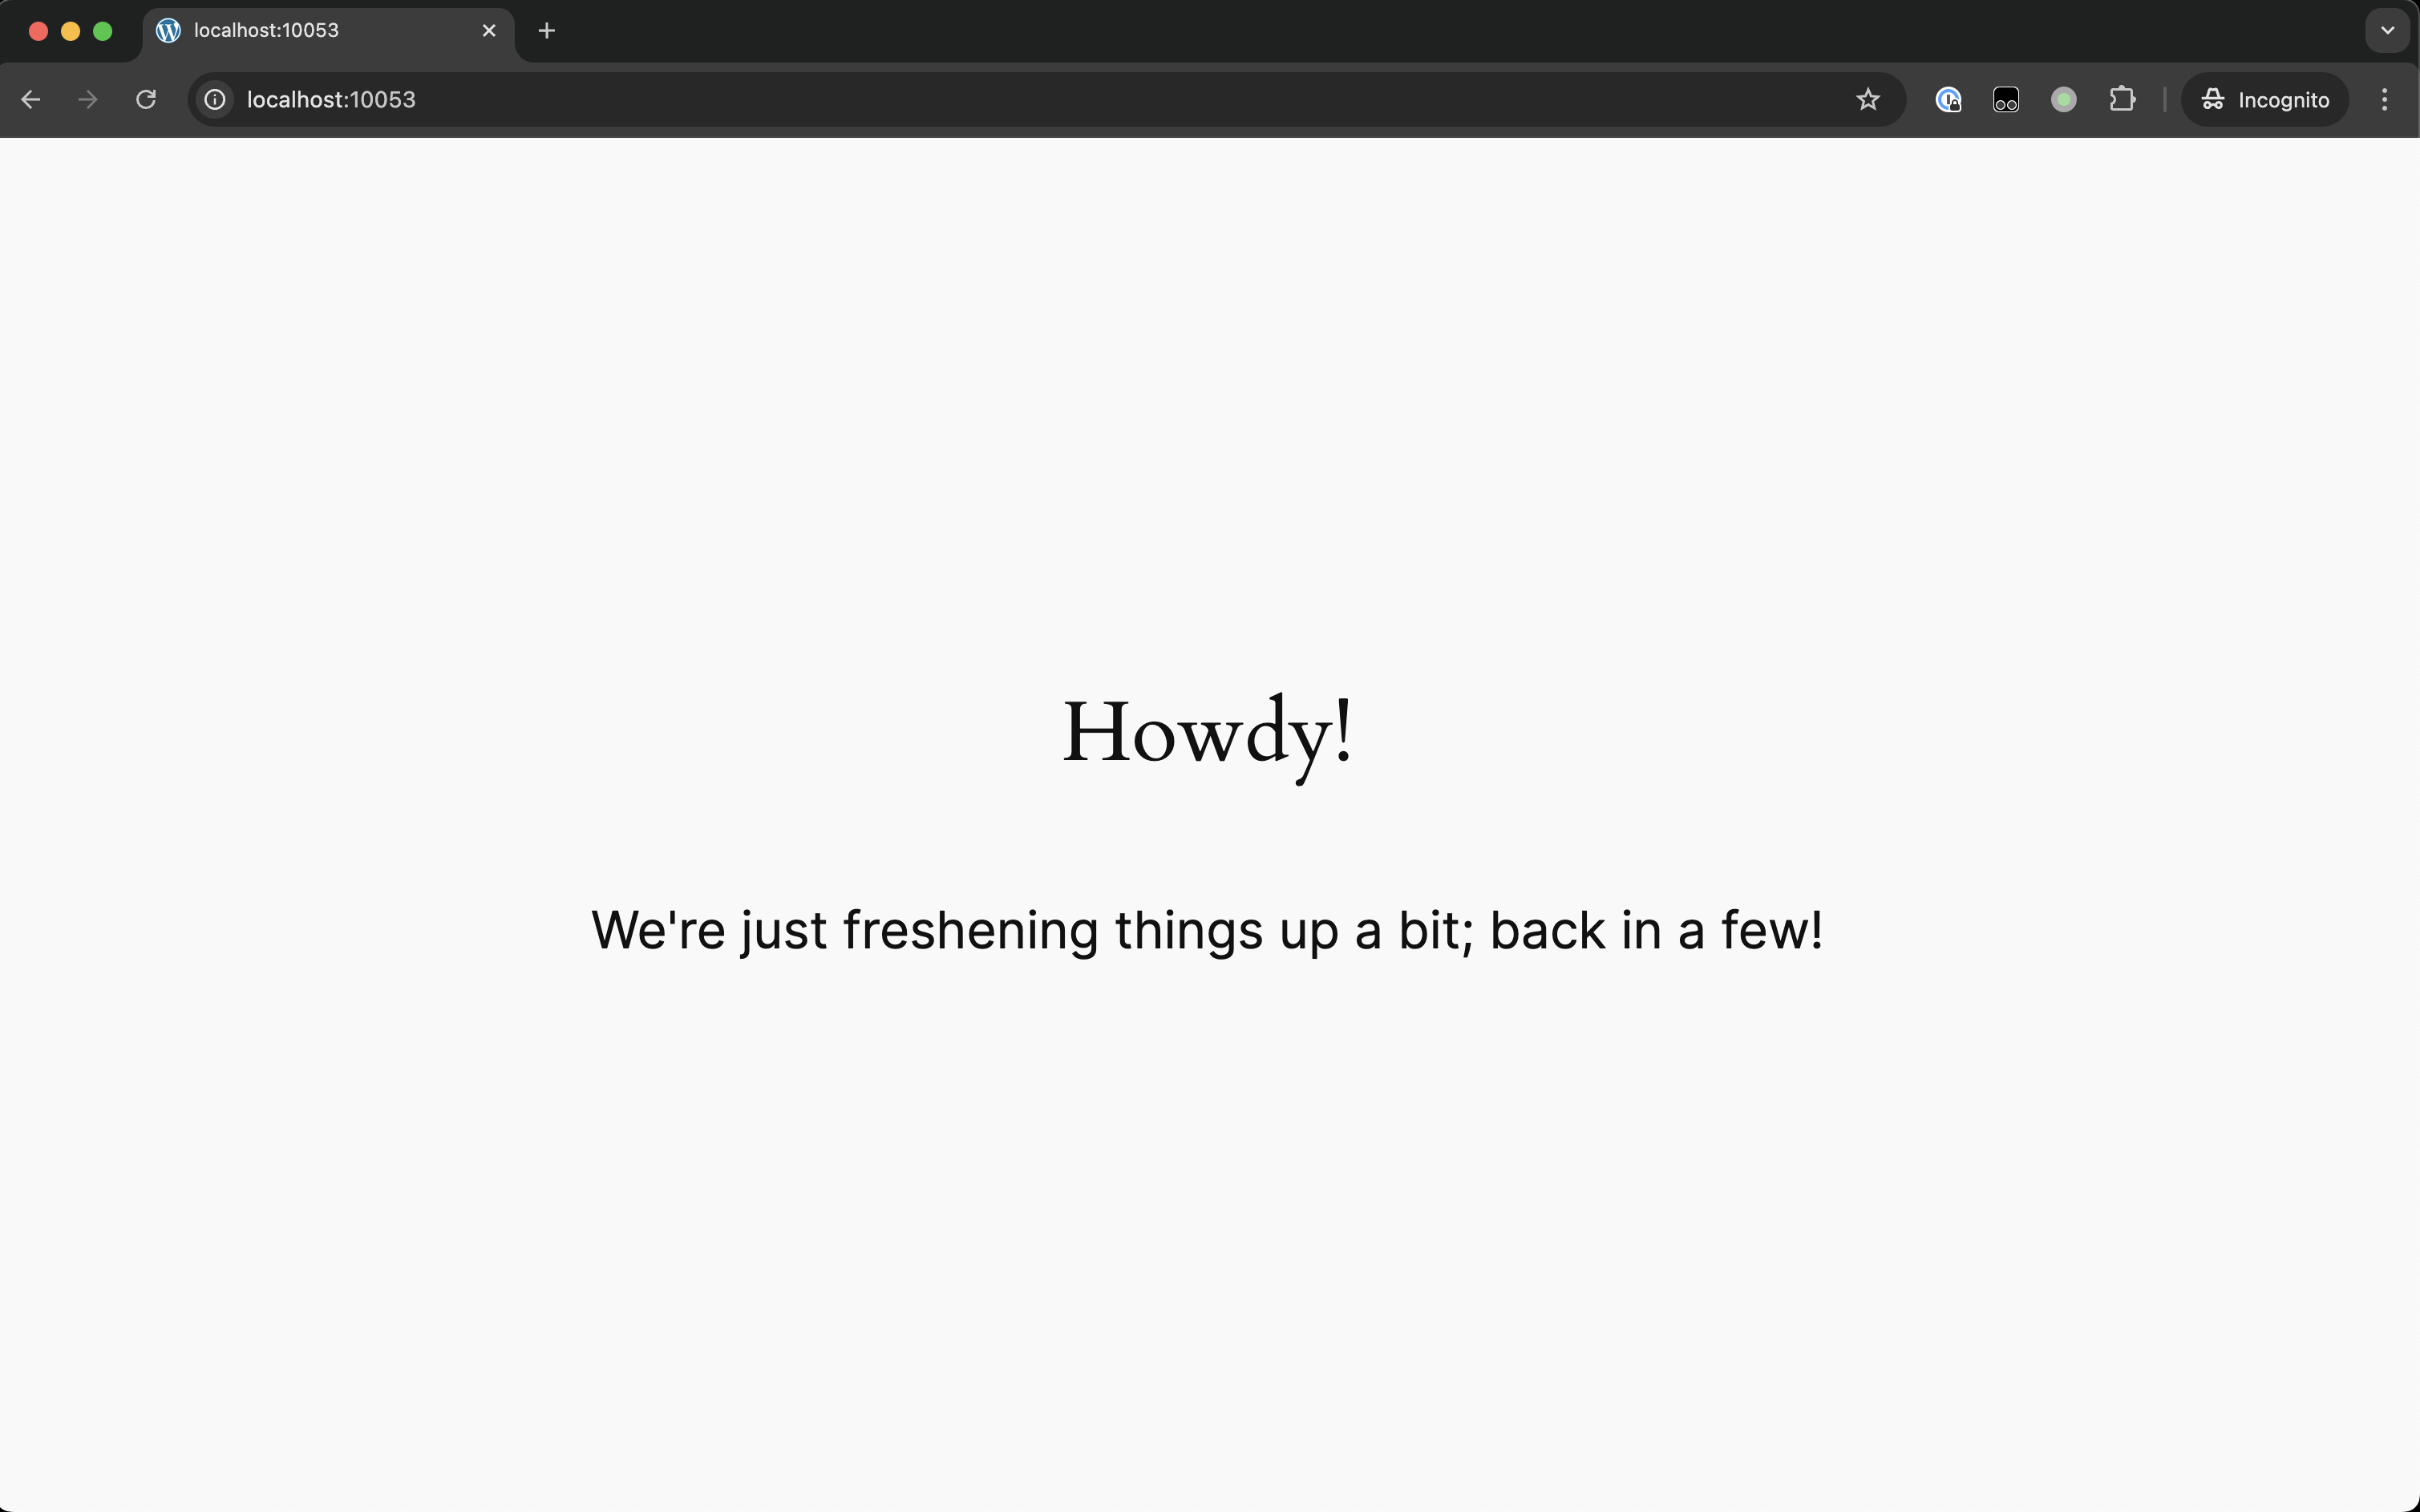 localhost:10053
localhost:10053
Incognito
Howdy!
We're just freshening things up a bit; back in a few!